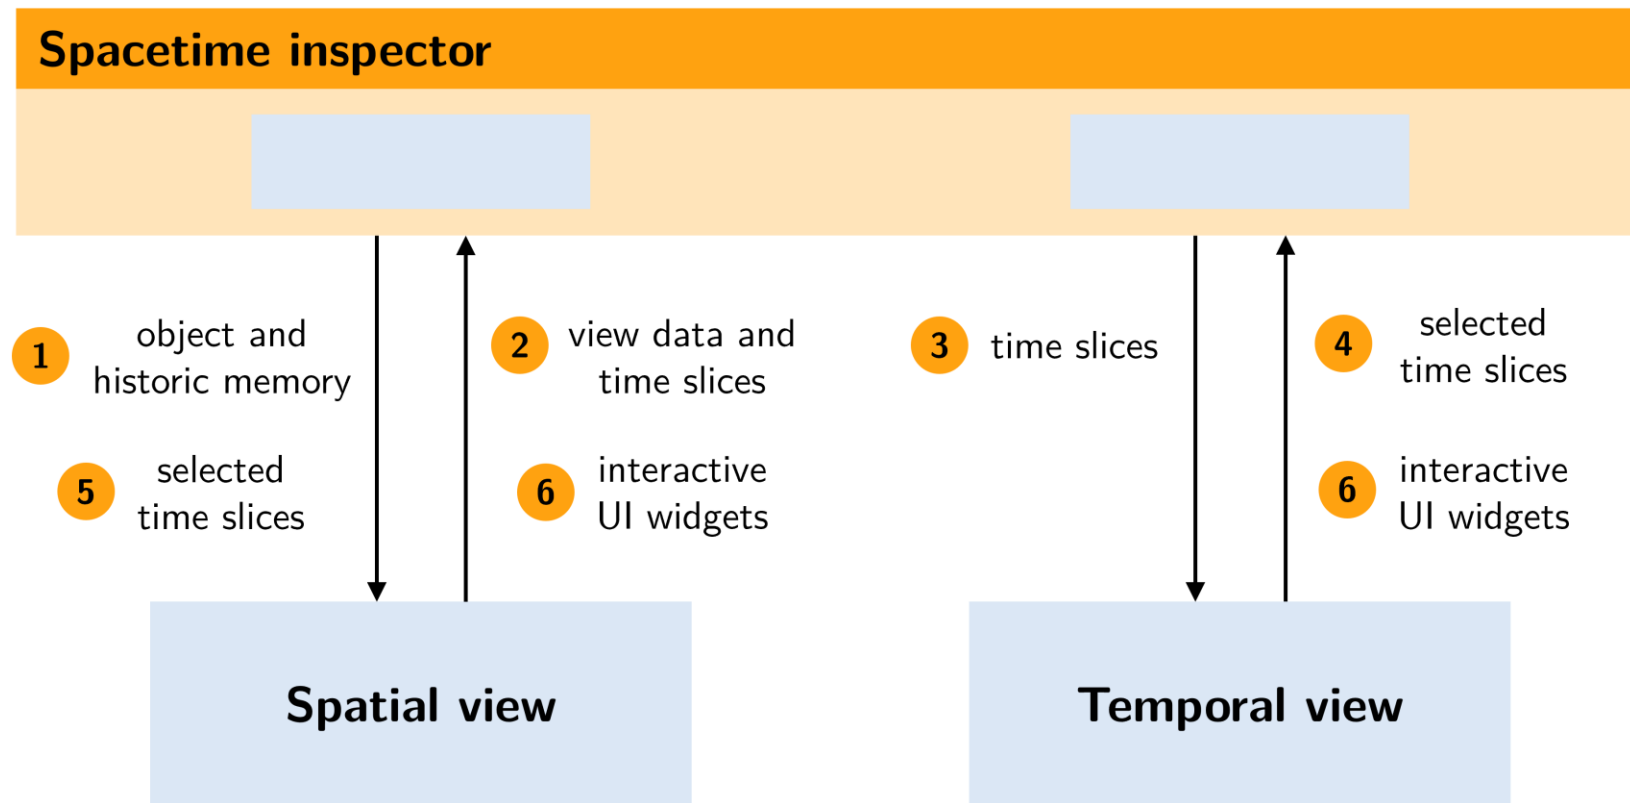 Spacetime inspector
1
object and
historic memory
2
view data and
time slices
3
time slices
4
selected
time slices
5
selected
time slices
6
interactive
UI widgets
6
interactive
UI widgets
Spatial view
Temporal view